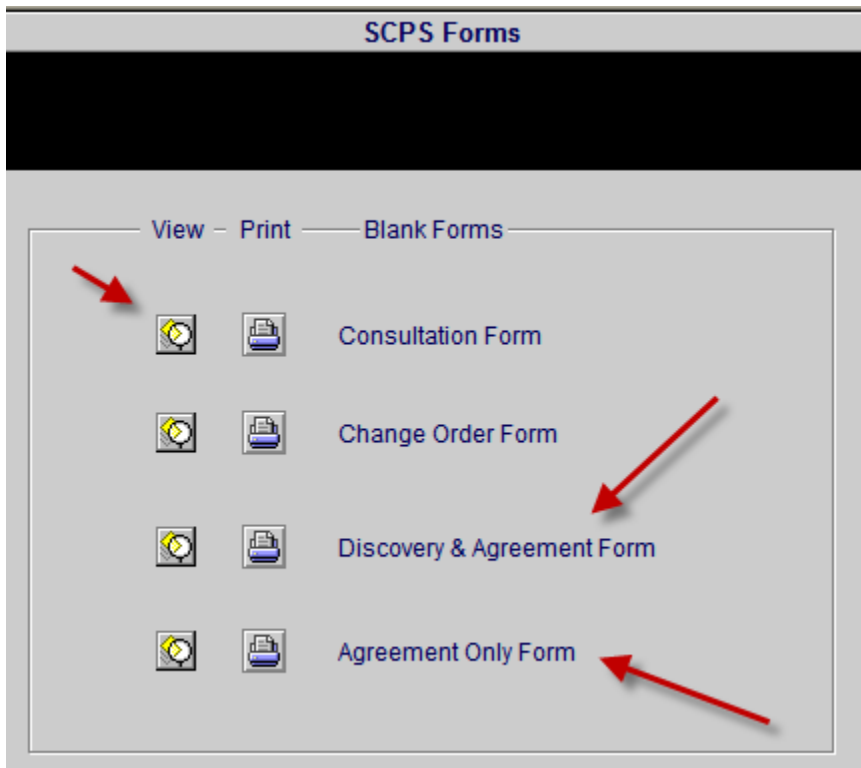 SCPS Forms
View – Print Blank Forms
Consultation Form
Change Order Form
Discovery & Agreement Form
Agreement Only Form